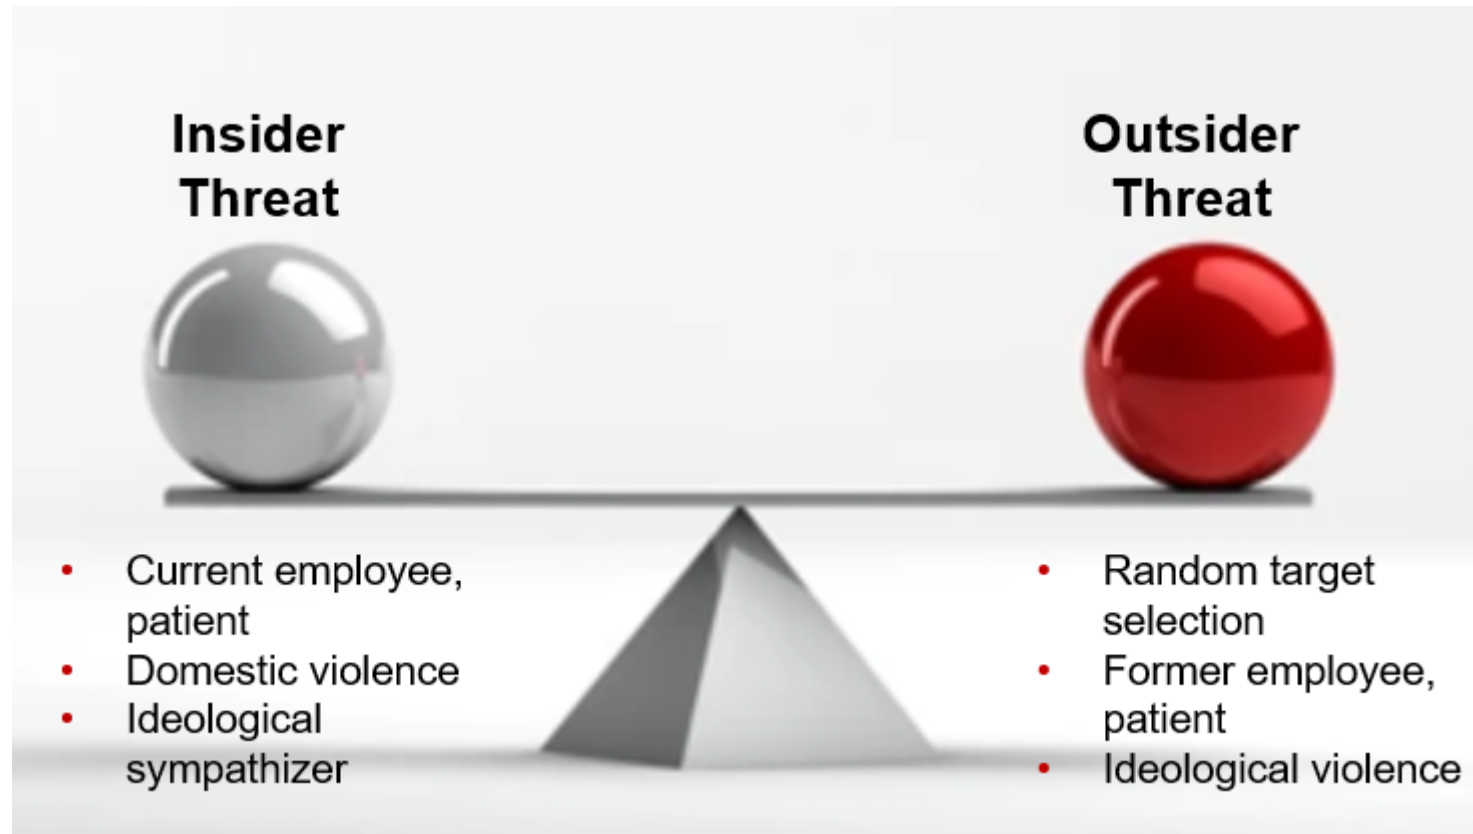 Insider
Threat
Outsider
Threat
• Current employee,
patient
• Domestic violence
• Ideological
sympathizer
• Random target
selection
• Former employee,
patient
• Ideological violence